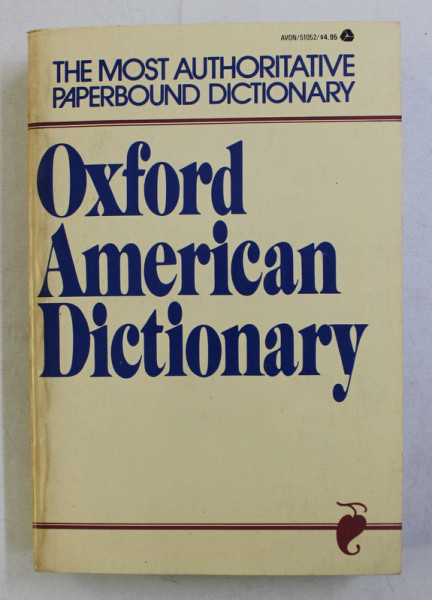 AVON/51052/$4.95
THE MOST AUTHORITATIVE
PAPERBOUND DICTIONARY
Oxford
American
Dictionary